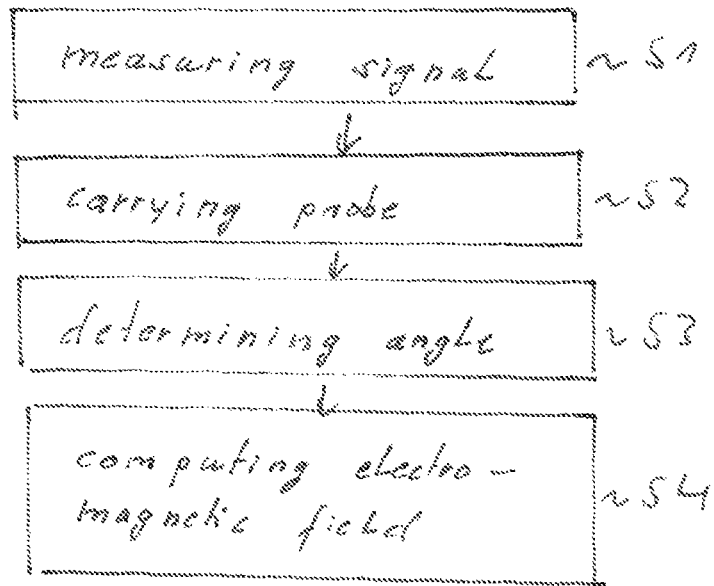 measuring signal ~ S1
carrying probe ~ S2
determining angle ~ S3
computing electro-
magnetic field ~ S4